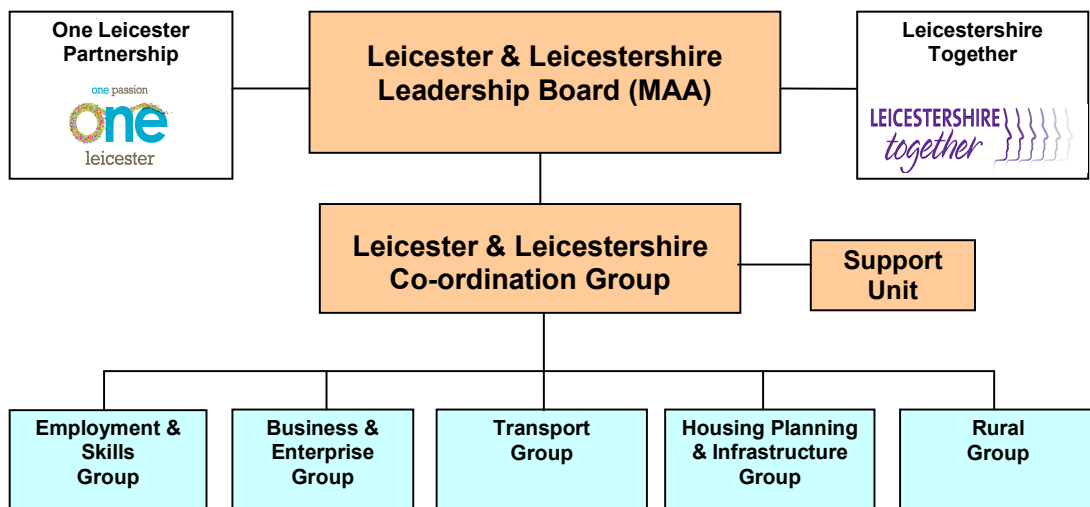 One Leicester
Partnership
one passion
one
leicester
Leicester & Leicestershire
Leadership Board (MAA)
Leicestershire
Together
LEICESTERSHIRE
together
Leicester & Leicestershire
Co-ordination Group
Support
Unit
Employment &
Skills
Group
Business &
Enterprise
Group
Transport
Group
Housing Planning
& Infrastructure
Group
Rural
Group